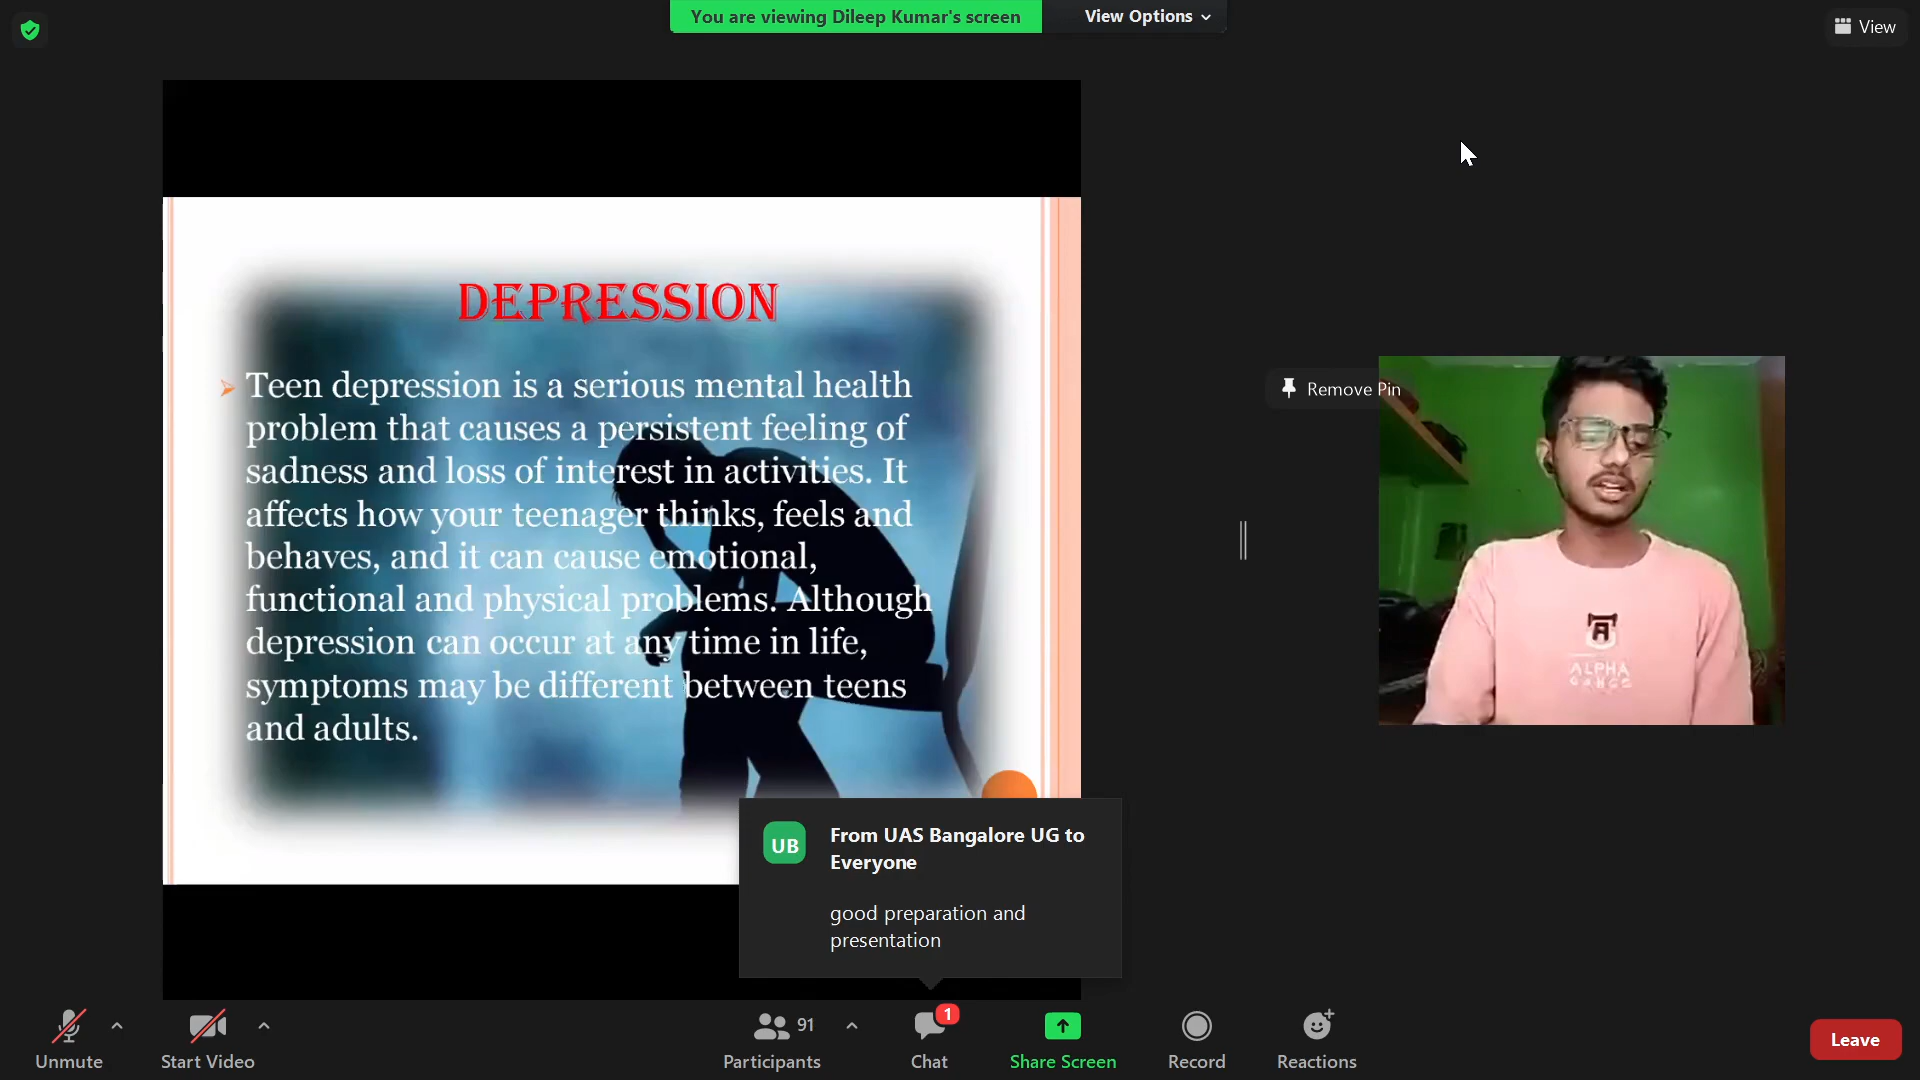 You are viewing Dileep Kumar's screen
View Options
View
DEPRESSION
Teen depression is a serious mental health
problem that causes a persistent feeling of
sadness and loss of interest in activities. It
affects how your teenager thinks, feels and
behaves, and it can cause emotional,
functional and physical problems. Although
depression can occur at any time in life,
symptoms may be different between teens
and adults.
Remove Pin
A
ALPHA
UB
From UAS Bangalore UG to
Everyone
good preparation and
presentation
Unmute
Start Video
91
Participants
1
Chat
Share Screen
Record
Reactions
Leave